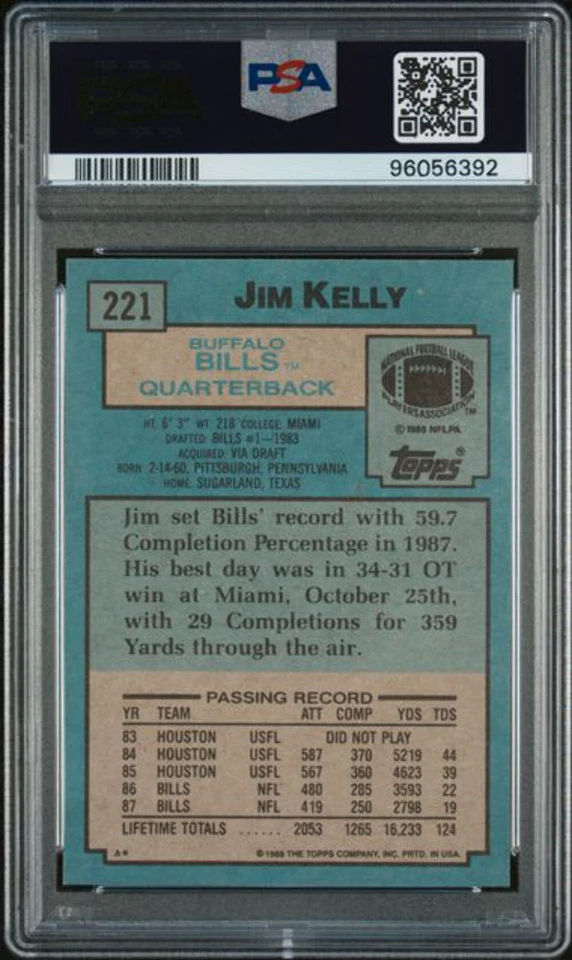 PSA
96056392
221
JIM KELLY
BUFFALO
BILLS™
QUARTERBACK
NATIONAL FOOTBALL LEAGUE
PLAYERS ASSOCIATION™
© 1988 NFLPA
topps®
HT. 6' 3" WT. 218 COLLEGE: MIAMI
DRAFTED: BILLS #1—1983
ACQUIRED: VIA DRAFT
BORN: 2-14-60, PITTSBURGH, PENNSYLVANIA
HOME: SUGARLAND, TEXAS
Jim set Bills' record with 59.7
Completion Percentage in 1987.
His best day was in 34-31 OT
win at Miami, October 25th,
with 29 Completions for 359
Yards through the air.
PASSING RECORD
YR TEAM ATT COMP YDS TDS
83 HOUSTON USFL DID NOT PLAY
84 HOUSTON USFL 587 370 5219 44
85 HOUSTON USFL 567 360 4623 39
86 BILLS NFL 480 285 3593 22
87 BILLS NFL 419 250 2798 19
LIFETIME TOTALS ...... 2053 1265 16,233 124
A* © 1988 THE TOPPS COMPANY, INC. PRTD. IN USA.